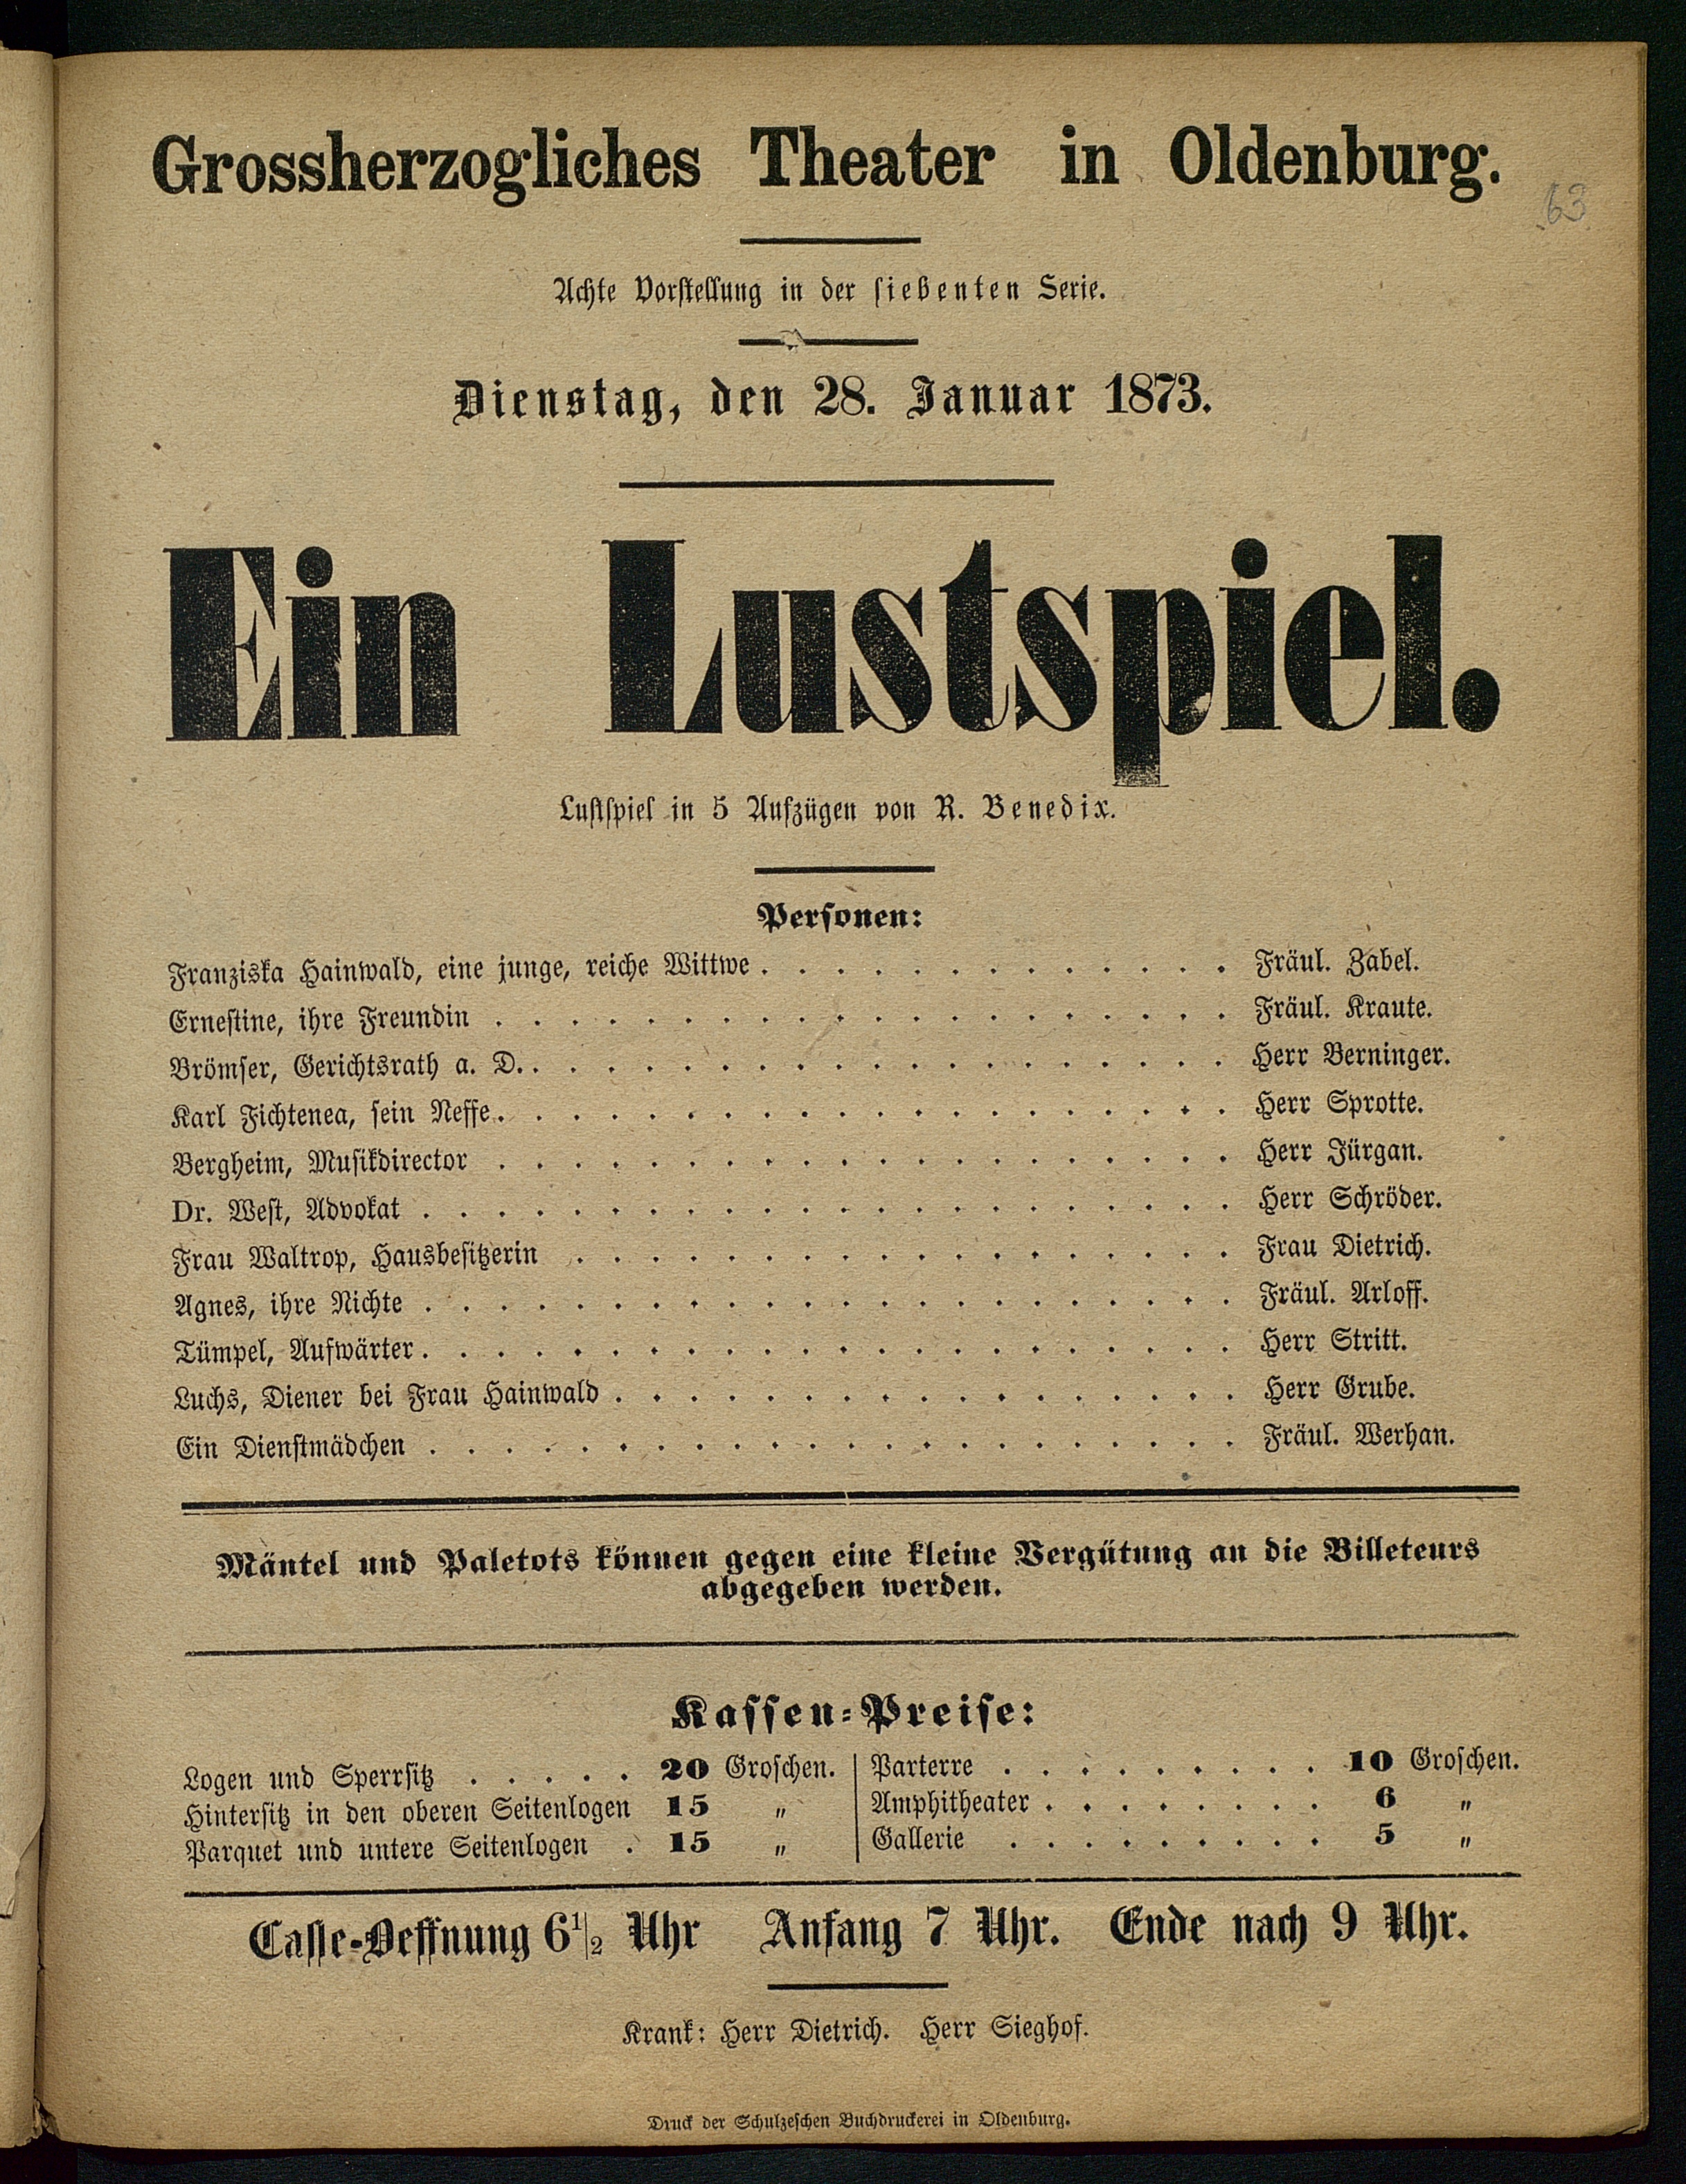 Grossherzogliches Theater in Oldenburg.
63
Achte Vorstellung in der siebenten Serie.
Dienstag, den 28. Januar 1873.
Ein Lustspiel.
Lustspiel in 5 Aufzügen von R. Benedix.
Personen:
Franziska Hainwald, eine junge, reiche Wittwe . . . . . . . . . . . . . Fräul. Zabel.
Ernestine, ihre Freundin . . . . . . . . . . . . . . . . . . . . Fräul. Kraute.
Brömser, Gerichtsrath a. D. . . . . . . . . . . . . . . . . . . . Herr Berninger.
Karl Fichtenea, sein Neffe . . . . . . . . . . . . . . . . . . . . Herr Sprotte.
Bergheim, Musikdirector . . . . . . . . . . . . . . . . . . . . Herr Jürgan.
Dr. West, Advokat . . . . . . . . . . . . . . . . . . . . . . Herr Schröder.
Frau Waltrop, Hausbesitzerin . . . . . . . . . . . . . . . . . . Frau Dietrich.
Agnes, ihre Nichte . . . . . . . . . . . . . . . . . . . . . . Fräul. Arloff.
Tümpel, Aufwärter . . . . . . . . . . . . . . . . . . . . . . Herr Stritt.
Luchs, Diener bei Frau Hainwald . . . . . . . . . . . . . . . . . Herr Grube.
Ein Dienstmädchen . . . . . . . . . . . . . . . . . . . . . . Fräul. Werhan.
Mäntel und Paletots können gegen eine kleine Vergütung an die Billeteurs
abgegeben werden.
Kassen-Preise:
Logen und Sperrsitz . . . . . 20 Groschen.
Hintersitz in den oberen Seitenlogen 15 „
Parquet und untere Seitenlogen . 15 „
Parterre . . . . . . . . . 10 Groschen.
Amphitheater . . . . . . . . 6 „
Gallerie . . . . . . . . . 5 „
Casse-Oeffnung 6 1/2 Uhr Anfang 7 Uhr. Ende nach 9 Uhr.
Krank: Herr Dietrich. Herr Sieghof.
Druck der Schulzeschen Buchdruckerei in Oldenburg.